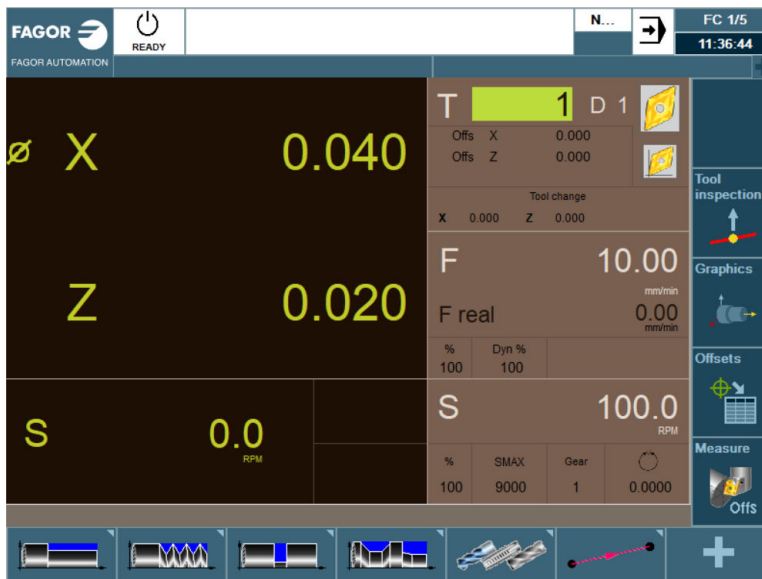 FAGOR
READY
N...
FC 1/5
11:36:44
FAGOR AUTOMATION
Ø X 0.040
Z 0.020
S 0.0
RPM
T 1 D 1
Offs X 0.000
Offs Z 0.000
Tool change
X 0.000 Z 0.000
F 10.00
mm/min
F real 0.00
mm/min
% Dyn %
100 100
S 100.0
RPM
% SMAX Gear
100 9000 1 0.0000
Tool
inspection
Graphics
Offsets
Measure
Offs